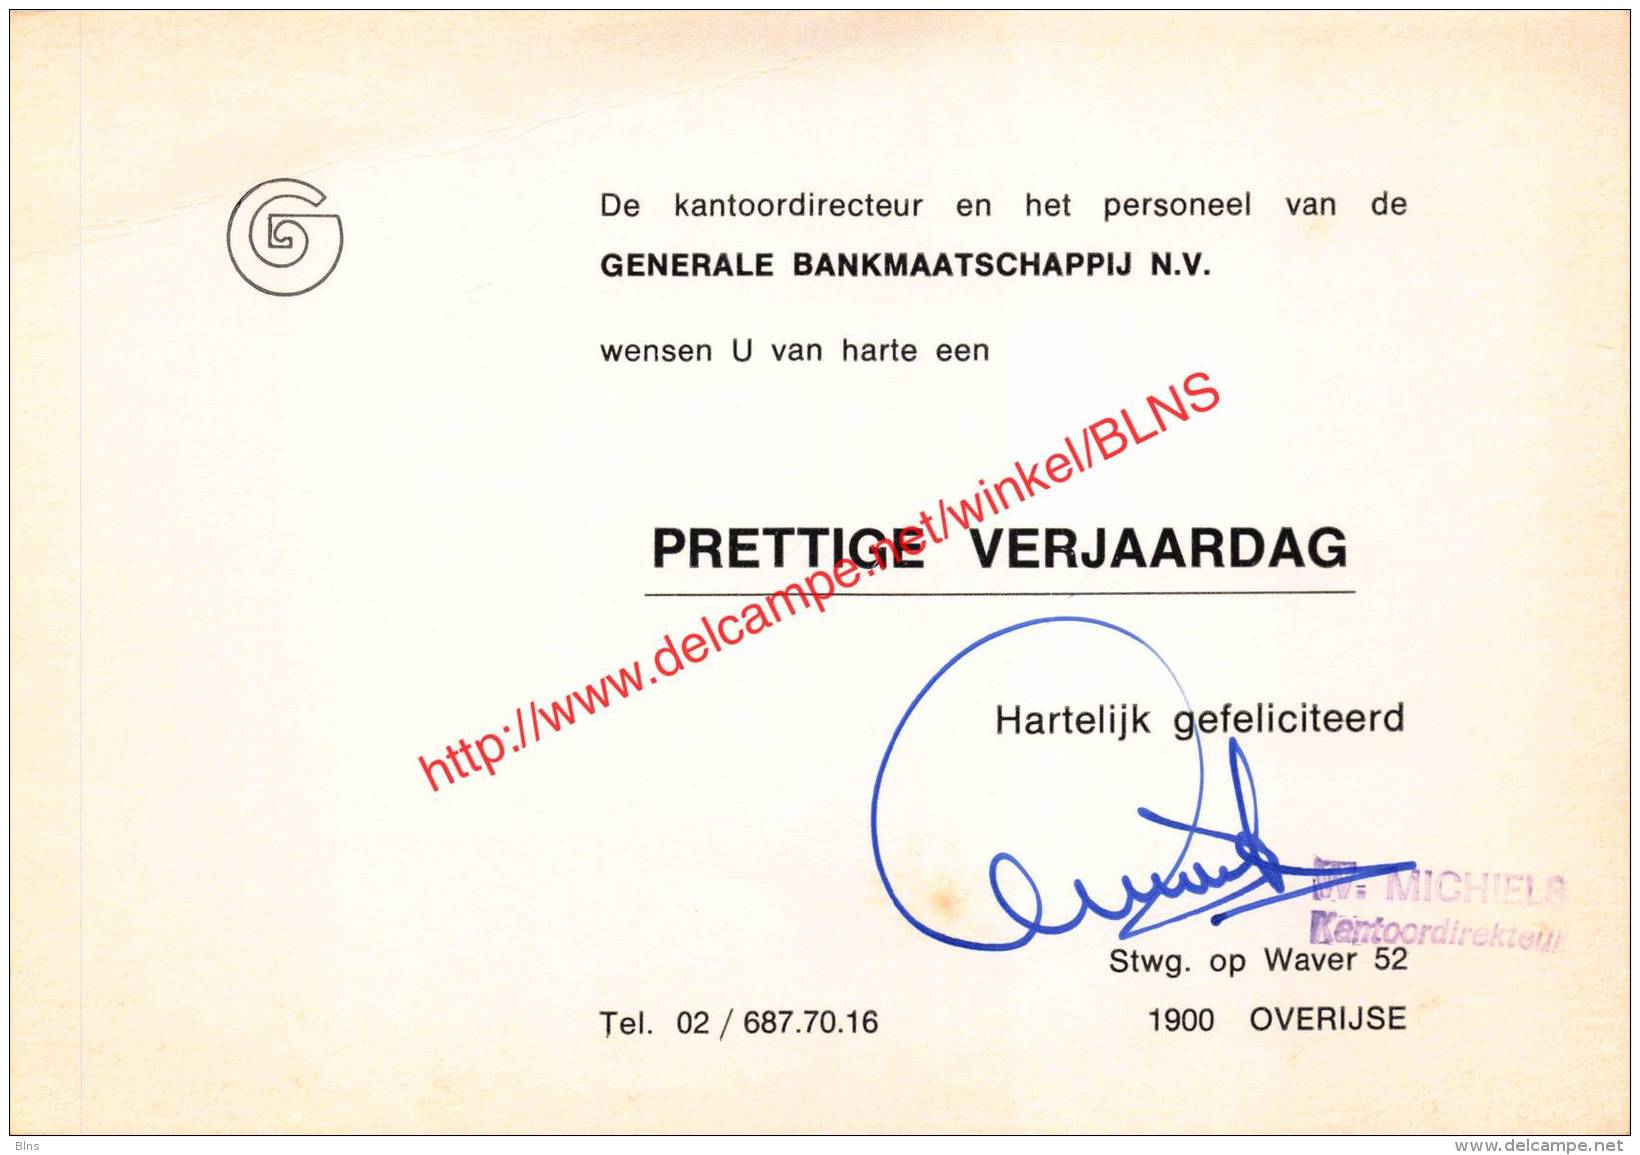 De kantoordirecteur en het personeel van de
GENERALE BANKMAATSCHAPPIJ N.V.
wensen U van harte een
http://www.delcampe.net/winkel/BLNS
PRETTIGE VERJAARDAG
Hartelijk gefeliciteerd
W. MICHIELS
Kantoordirekteur
Stwg. op Waver 52
Tel. 02 / 687.70.16
1900 OVERIJSE
Blns
www.delcampe.net